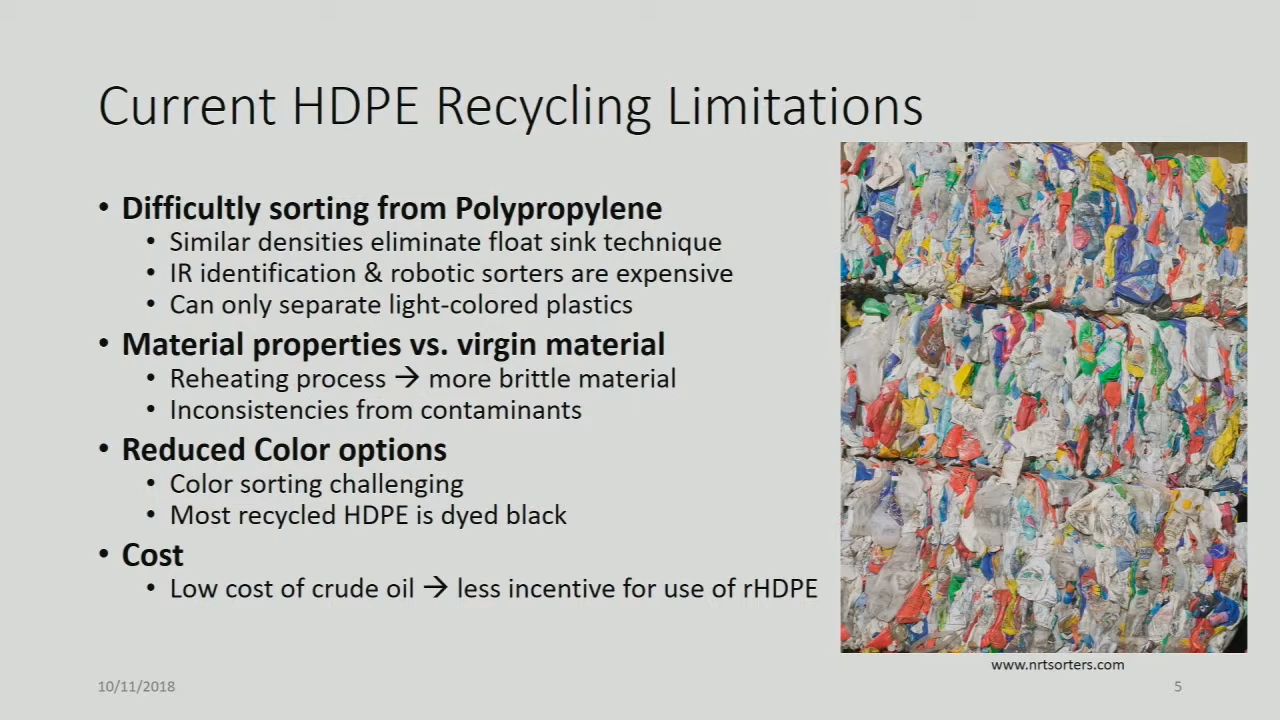 Current HDPE Recycling Limitations
• Difficultly sorting from Polypropylene
• Similar densities eliminate float sink technique
• IR identification & robotic sorters are expensive
• Can only separate light-colored plastics
• Material properties vs. virgin material
• Reheating process → more brittle material
• Inconsistencies from contaminants
• Reduced Color options
• Color sorting challenging
• Most recycled HDPE is dyed black
• Cost
• Low cost of crude oil → less incentive for use of rHDPE
www.nrtsorters.com
10/11/2018
5